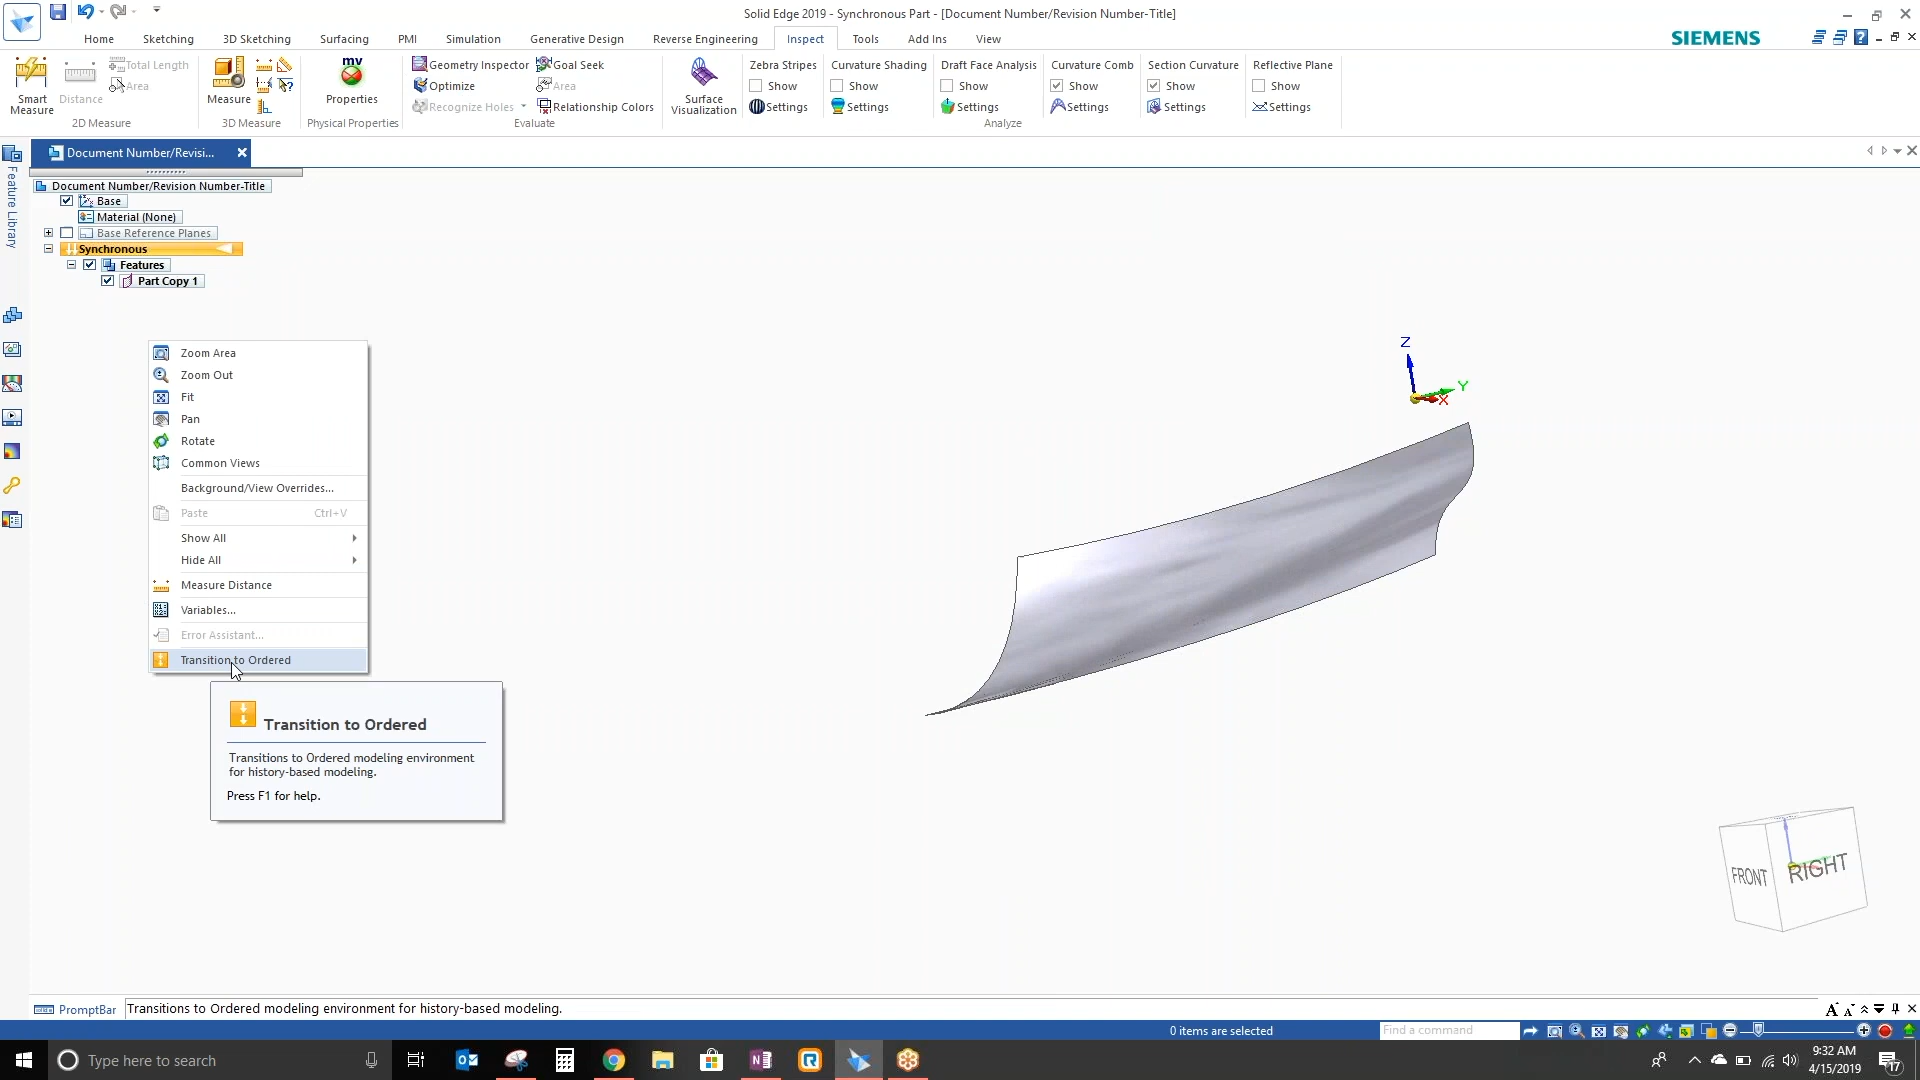 Solid Edge 2019 - Synchronous Part - [Document Number/Revision Number-Title]
Home Sketching 3D Sketching Surfacing PMI Simulation Generative Design Reverse Engineering Inspect Tools Add Ins View SIEMENS
Smart Measure
Distance
Total Length
Area
2D Measure
Measure
3D Measure
mv
Properties
Physical Properties
Geometry Inspector
Optimize
Recognize Holes
Goal Seek
Area
Relationship Colors
Evaluate
Surface Visualization
Zebra Stripes
Show
Settings
Curvature Shading
Show
Settings
Draft Face Analysis
Show
Settings
Curvature Comb
Show
Settings
Section Curvature
Show
Settings
Reflective Plane
Show
Settings
Analyze
Document Number/Revisi...
Feature Library
Document Number/Revision Number-Title
Base
Material (None)
Base Reference Planes
Synchronous
Features
Part Copy 1
Zoom Area
Zoom Out
Fit
Pan
Rotate
Common Views
Background/View Overrides...
Paste Ctrl+V
Show All
Hide All
Measure Distance
Variables...
Error Assistant...
Transition to Ordered
Transition to Ordered
Transitions to Ordered modeling environment
for history-based modeling.
Press F1 for help.
Z
Y
X
FRONT
RIGHT
PromptBar
Transitions to Ordered modeling environment for history-based modeling.
A A
0 items are selected
Find a command
Type here to search
9:32 AM
4/15/2019
17